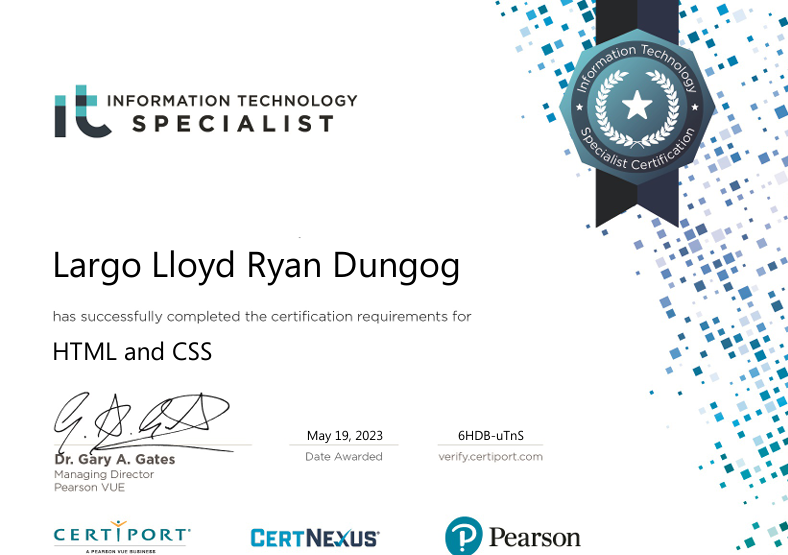 it INFORMATION TECHNOLOGY
SPECIALIST
Information Technology
Specialist Certification
Largo Lloyd Ryan Dungog
has successfully completed the certification requirements for
HTML and CSS
Dr. Gary A. Gates
Managing Director
Pearson VUE
May 19, 2023
Date Awarded
6HDB-uTnS
verify.certiport.com
CERTIPORT
A PEARSON VUE BUSINESS
CERTNEXUS
Pearson